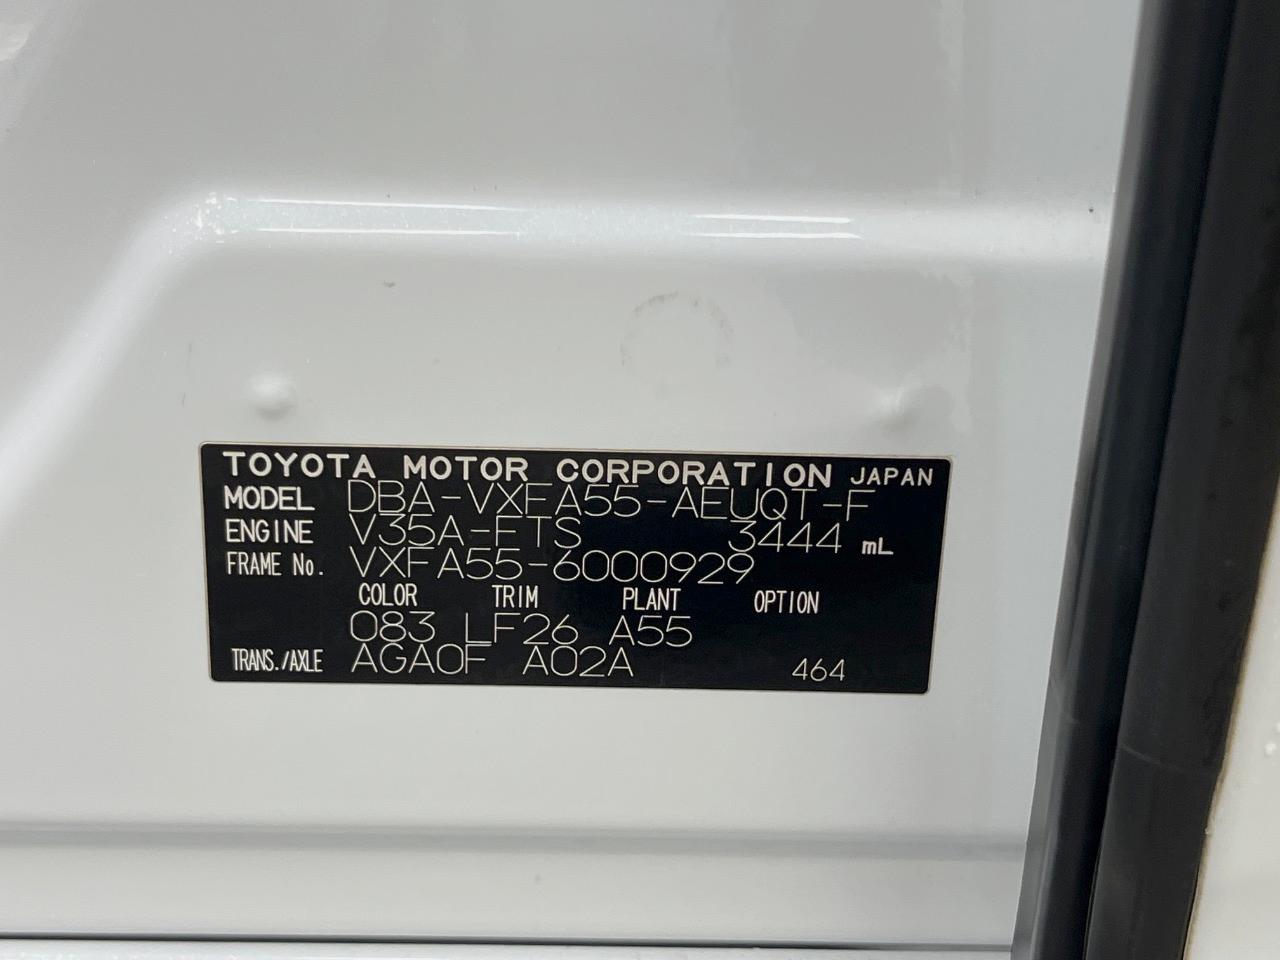 TOYOTA MOTOR CORPORATION JAPAN
MODEL DBA-VXFA55-AEUQT-F
ENGINE V35A-FTS 3444 mL
FRAME No. VXFA55-6000929
COLOR TRIM PLANT OPTION
083 LF26 A55
TRANS./AXLE AGA0F A02A 464